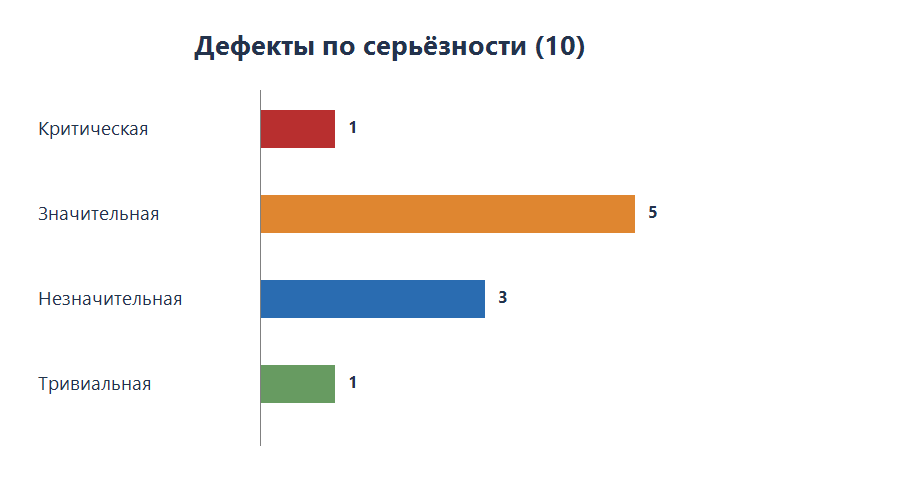 Дефекты по серьёзности (10)
Критическая 1
Значительная 5
Незначительная 3
Тривиальная 1